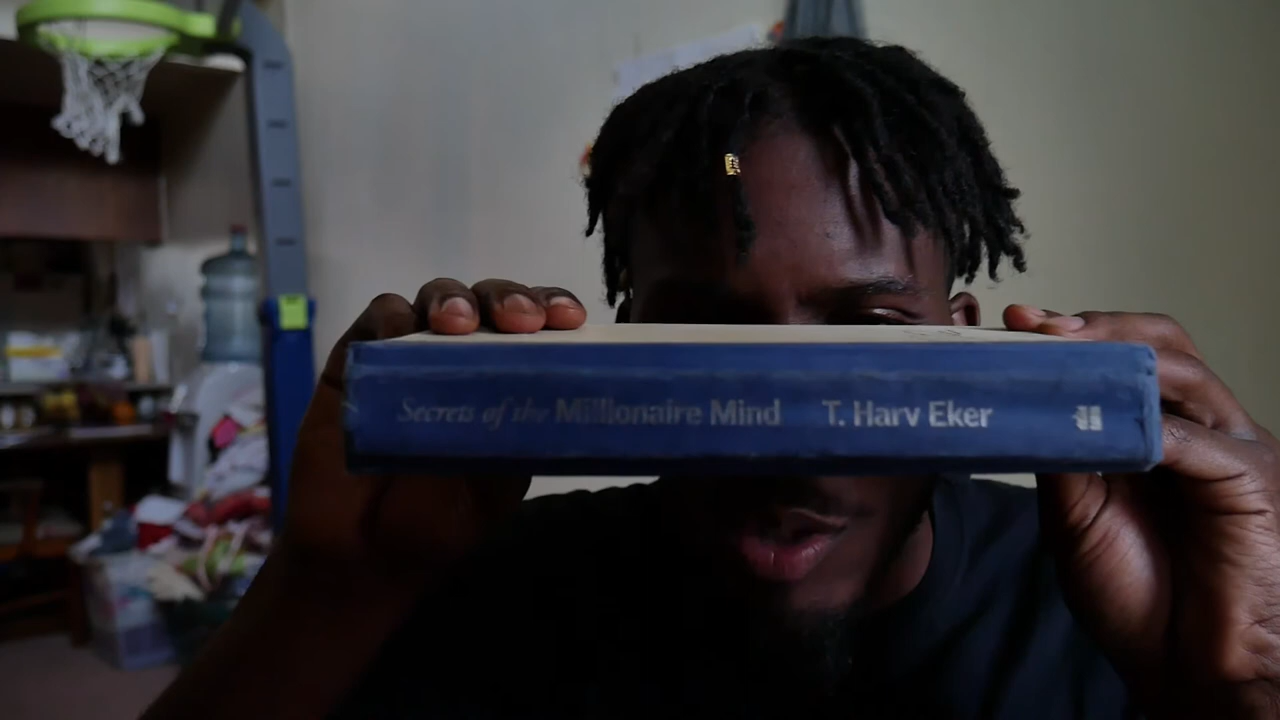 Secrets of the Millionaire Mind T. Harv Eker